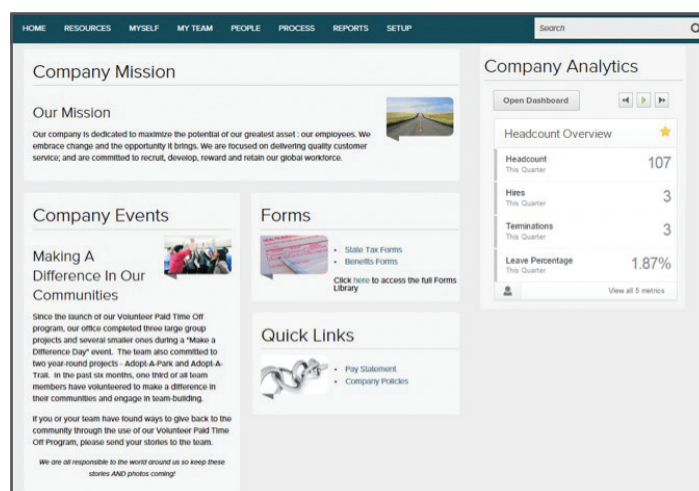 HOME RESOURCES MYSELF MY TEAM PEOPLE PROCESS REPORTS SETUP Search
Company Mission
Our Mission
Our company is dedicated to maximize the potential of our greatest asset : our employees. We
embrace change and the opportunity it brings. We are focused on delivering quality customer
service; and are committed to recruit, develop, reward and retain our global workforce.
Company Events
Making A
Difference In Our
Communities
Since the launch of our Volunteer Paid Time Off
program, our office completed three large group
projects and several smaller ones during a "Make a
Difference Day" event. The team also committed to
two year-round projects - Adopt-A-Park and Adopt-A-
Trail. In the past six months, one third of all team
members have volunteered to make a difference in
their communities and engage in team-building.
If you or your team have found ways to give back to the
community through the use of our Volunteer Paid Time
Off Program, please send your stories to the team.
We are all responsible to the world around us so keep these
stories AND photos coming!
Forms
State Tax Forms
Benefits Forms
Click here to access the full Forms
Library
Quick Links
Pay Statement
Company Policies
Company Analytics
Open Dashboard
Headcount Overview
Headcount 107
This Quarter
Hires 3
This Quarter
Terminations 3
This Quarter
Leave Percentage 1.87%
This Quarter
View all 5 metrics